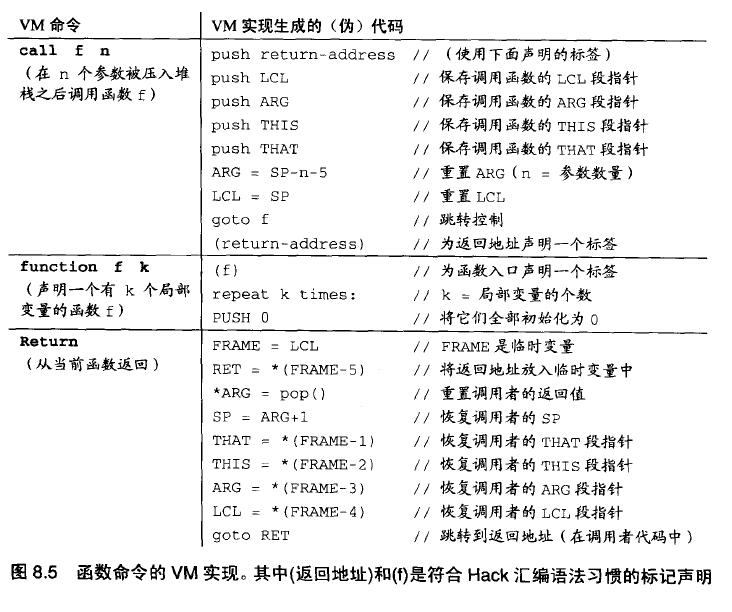 VM 命令 VM 实现生成的(伪)代码
call f n push return-address // (使用下面声明的标签)
(在 n 个参数被压入堆 push LCL // 保存调用函数的 LCL 段指针
栈之后调用函数 f) push ARG // 保存调用函数的 ARG 段指针
push THIS // 保存调用函数的 THIS 段指针
push THAT // 保存调用函数的 THAT 段指针
ARG = SP-n-5 // 重置 ARG (n = 参数数量)
LCL = SP // 重置 LCL
goto f // 跳转控制
(return-address) // 为返回地址声明一个标签
function f k (f) // 为函数入口声明一个标签
(声明一个有 k 个局部 repeat k times: // k = 局部变量的个数
变量的函数 f) PUSH 0 // 将它们全部初始化为 0
Return FRAME = LCL // FRAME 是临时变量
(从当前函数返回) RET = *(FRAME-5) // 将返回地址放入临时变量中
*ARG = pop() // 重置调用者的返回值
SP = ARG+1 // 恢复调用者的 SP
THAT = *(FRAME-1) // 恢复调用者的 THAT 段指针
THIS = *(FRAME-2) // 恢复调用者的 THIS 段指针
ARG = *(FRAME-3) // 恢复调用者的 ARG 段指针
LCL = *(FRAME-4) // 恢复调用者的 LCL 段指针
goto RET // 跳转到返回地址(在调用者代码中)
图 8.5 函数命令的 VM 实现。其中(返回地址)和(f)是符合 Hack 汇编语法习惯的标记声明